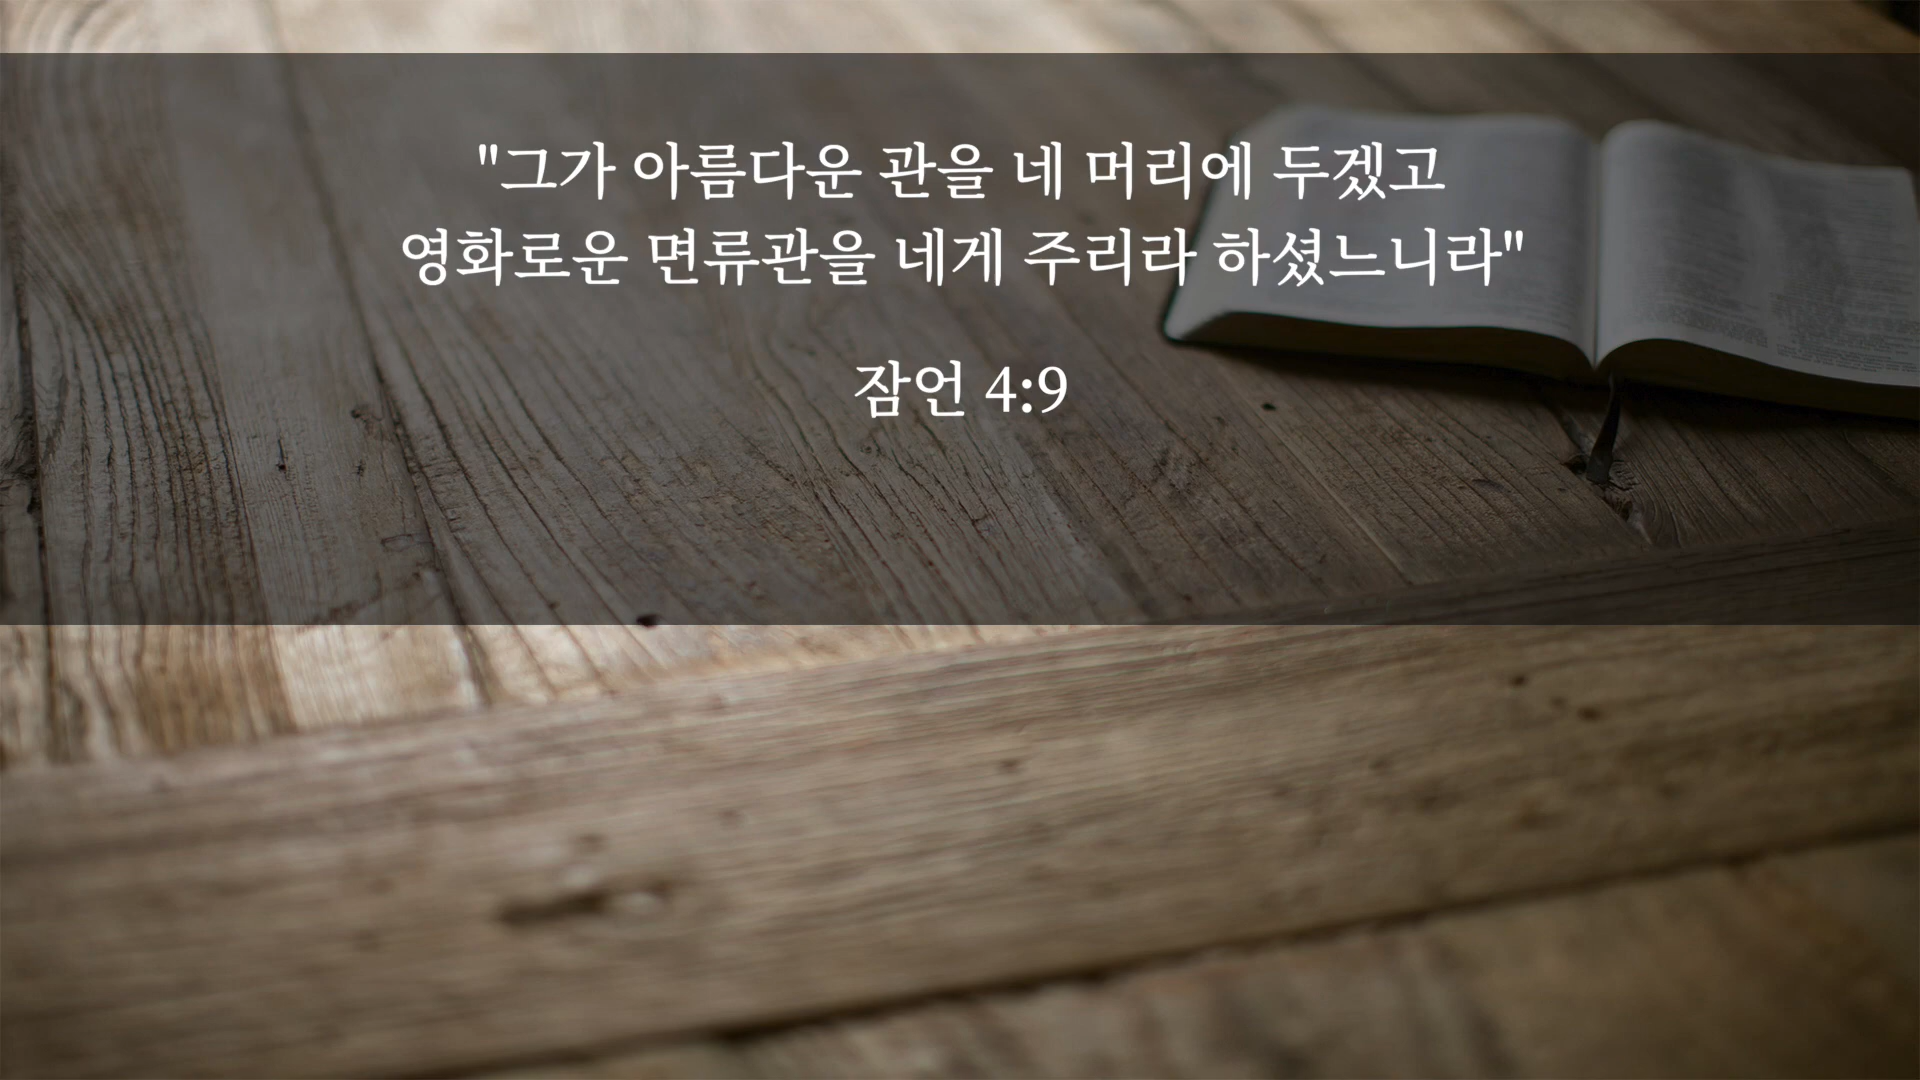 "그가 아름다운 관을 네 머리에 두겠고
영화로운 면류관을 네게 주리라 하셨느니라"
잠언 4:9